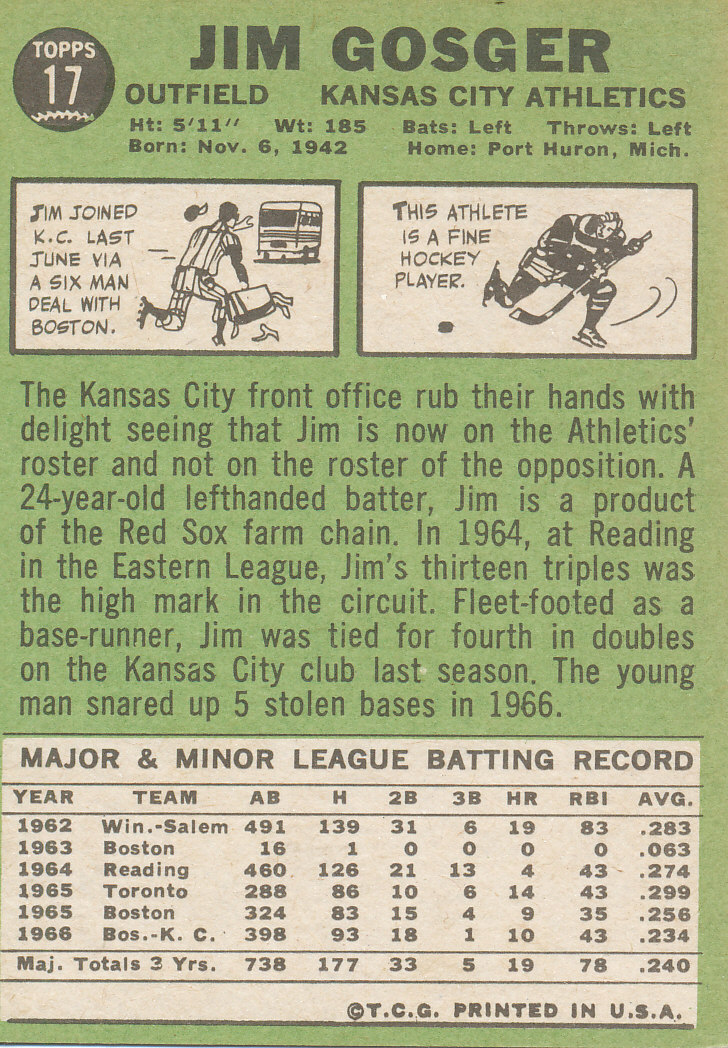 TOPPS
17
JIM GOSGER
OUTFIELD KANSAS CITY ATHLETICS
Ht: 5'11" Wt: 185 Bats: Left Throws: Left
Born: Nov. 6, 1942 Home: Port Huron, Mich.
JIM JOINED
K.C. LAST
JUNE VIA
A SIX MAN
DEAL WITH
BOSTON.
THIS ATHLETE
IS A FINE
HOCKEY
PLAYER.
The Kansas City front office rub their hands with
delight seeing that Jim is now on the Athletics'
roster and not on the roster of the opposition. A
24-year-old lefthanded batter, Jim is a product
of the Red Sox farm chain. In 1964, at Reading
in the Eastern League, Jim's thirteen triples was
the high mark in the circuit. Fleet-footed as a
base-runner, Jim was tied for fourth in doubles
on the Kansas City club last season. The young
man snared up 5 stolen bases in 1966.
MAJOR & MINOR LEAGUE BATTING RECORD
YEAR TEAM AB H 2B 3B HR RBI AVG.
1962 Win.-Salem 491 139 31 6 19 83 .283
1963 Boston 16 1 0 0 0 0 .063
1964 Reading 460 126 21 13 4 43 .274
1965 Toronto 288 86 10 6 14 43 .299
1965 Boston 324 83 15 4 9 35 .256
1966 Bos.-K. C. 398 93 18 1 10 43 .234
Maj. Totals 3 Yrs. 738 177 33 5 19 78 .240
©T.C.G. PRINTED IN U.S.A.